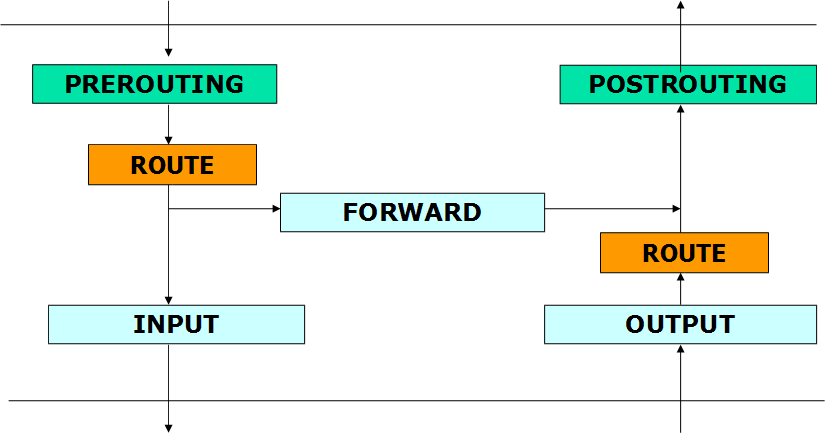 PREROUTING
POSTROUTING
ROUTE
FORWARD
ROUTE
INPUT
OUTPUT